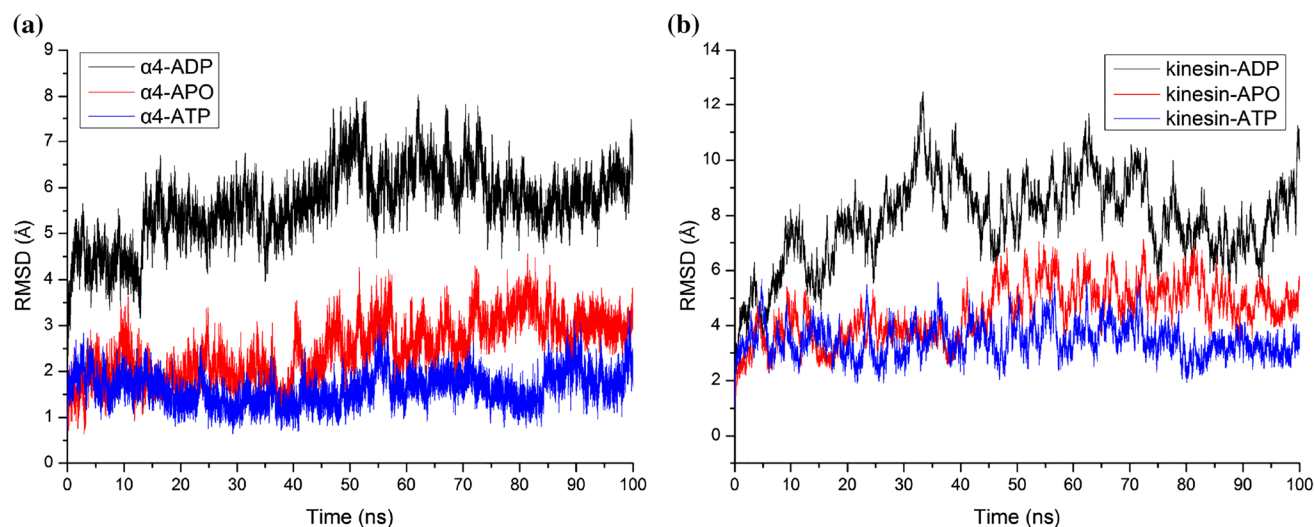 (a)
9
8
7
6
5
4
3
2
1
0
RMSD (Å)
α4-ADP
α4-APO
α4-ATP
0 10 20 30 40 50 60 70 80 90 100
Time (ns)
(b)
14
12
10
8
6
4
2
0
RMSD (Å)
kinesin-ADP
kinesin-APO
kinesin-ATP
0 10 20 30 40 50 60 70 80 90 100
Time (ns)